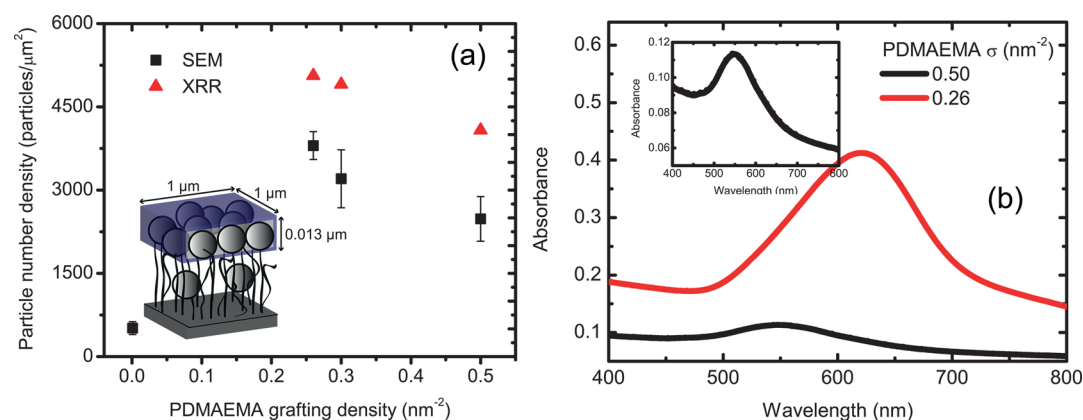 (a)
SEM
XRR
6000
4500
3000
1500
0
Particle number density (particles/μm²)
1 μm
1 μm
0.013 μm
0.0
0.1
0.2
0.3
0.4
0.5
PDMAEMA grafting density (nm⁻²)
(b)
PDMAEMA σ (nm⁻²)
0.50
0.26
0.5
0.4
0.3
0.2
0.1
Absorbance
400
500
600
700
800
Wavelength (nm)
0.12
0.10
0.08
0.06
Absorbance
400
500
600
700
800
Wavelength (nm)